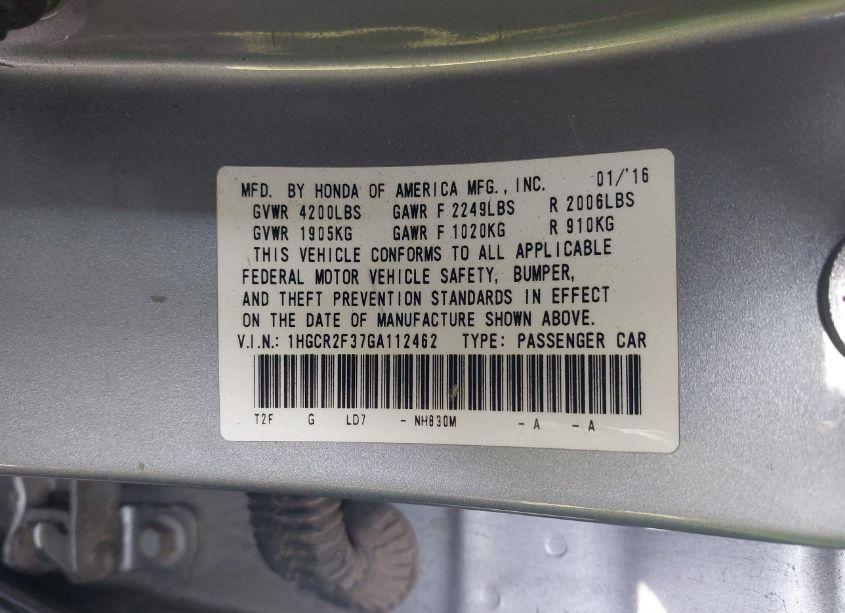 MFD. BY HONDA OF AMERICA MFG., INC. 01/'16
GVWR 4200LBS GAWR F 2249LBS R 2006LBS
GVWR 1905KG GAWR F 1020KG R 910KG
THIS VEHICLE CONFORMS TO ALL APPLICABLE
FEDERAL MOTOR VEHICLE SAFETY, BUMPER,
AND THEFT PREVENTION STANDARDS IN EFFECT
ON THE DATE OF MANUFACTURE SHOWN ABOVE.
V.I.N.: 1HGCR2F37GA112462 TYPE: PASSENGER CAR
T2F G LD7 - NH830M - A - A